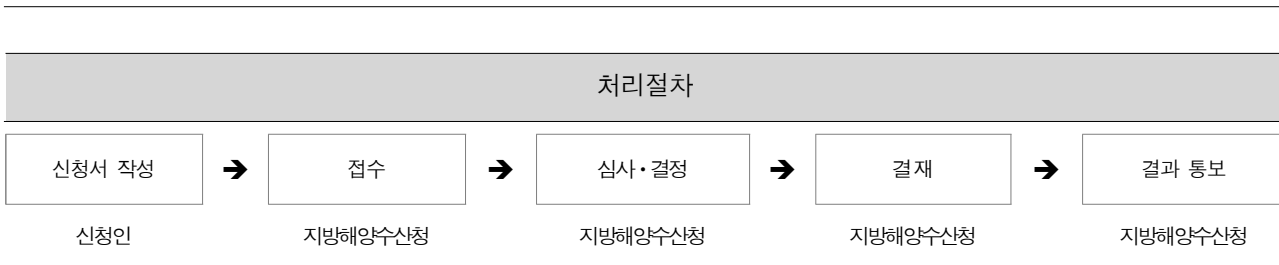 처리절차
신청서 작성 ➔ 접수 ➔ 심사·결정 ➔ 결재 ➔ 결과 통보
신청인 지방해양수산청 지방해양수산청 지방해양수산청 지방해양수산청